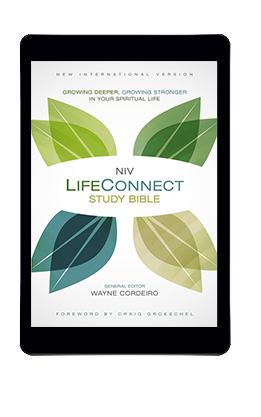 NEW INTERNATIONAL VERSION
GROWING DEEPER, GROWING STRONGER
IN YOUR SPIRITUAL LIFE
NIV
LIFECONNECT
STUDY BIBLE
GENERAL EDITOR
WAYNE CORDEIRO
FOREWORD BY CRAIG GROESCHEL